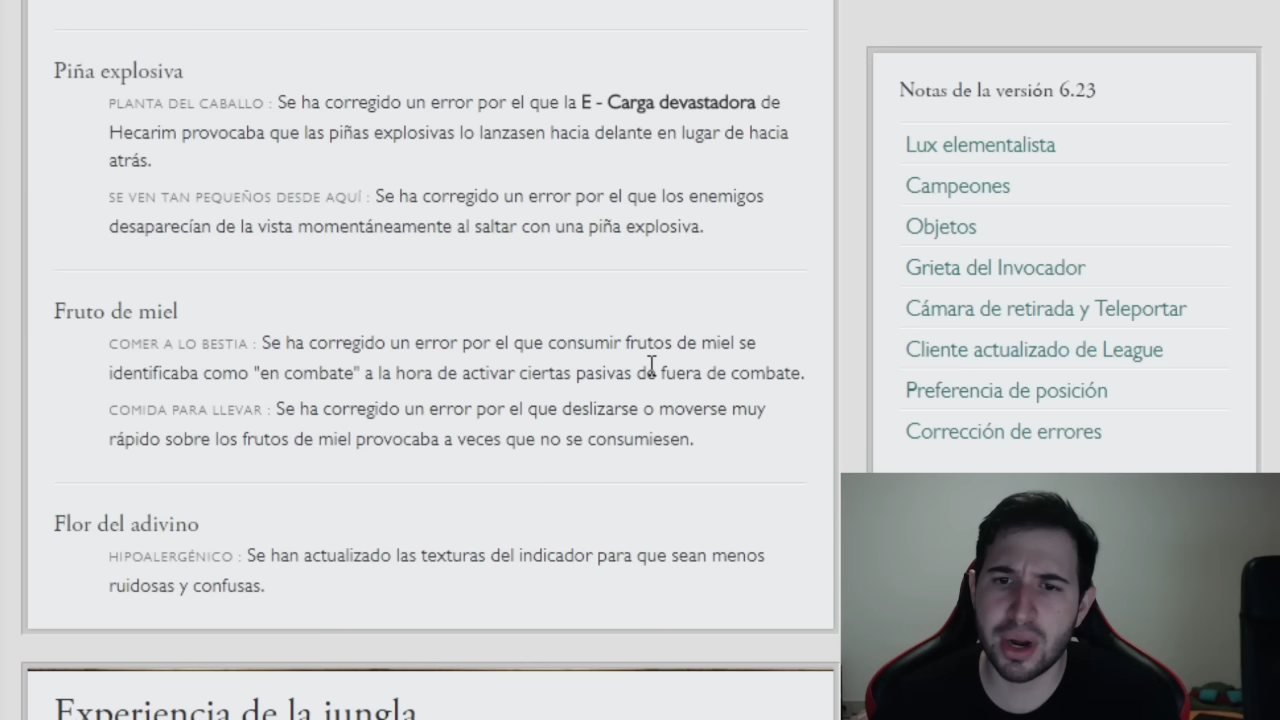 Piña explosiva
PLANTA DEL CABALLO : Se ha corregido un error por el que la E - Carga devastadora de
Hecarim provocaba que las piñas explosivas lo lanzasen hacia delante en lugar de hacia
atrás.
SE VEN TAN PEQUEÑOS DESDE AQUÍ : Se ha corregido un error por el que los enemigos
desaparecían de la vista momentáneamente al saltar con una piña explosiva.
Fruto de miel
COMER A LO BESTIA : Se ha corregido un error por el que consumir frutos de miel se
identificaba como "en combate" a la hora de activar ciertas pasivas de fuera de combate.
COMIDA PARA LLEVAR : Se ha corregido un error por el que deslizarse o moverse muy
rápido sobre los frutos de miel provocaba a veces que no se consumiesen.
Flor del adivino
HIPOALERGÉNICO : Se han actualizado las texturas del indicador para que sean menos
ruidosas y confusas.
Experiencia de la jungla
Notas de la versión 6.23
Lux elementalista
Campeones
Objetos
Grieta del Invocador
Cámara de retirada y Teleportar
Cliente actualizado de League
Preferencia de posición
Corrección de errores